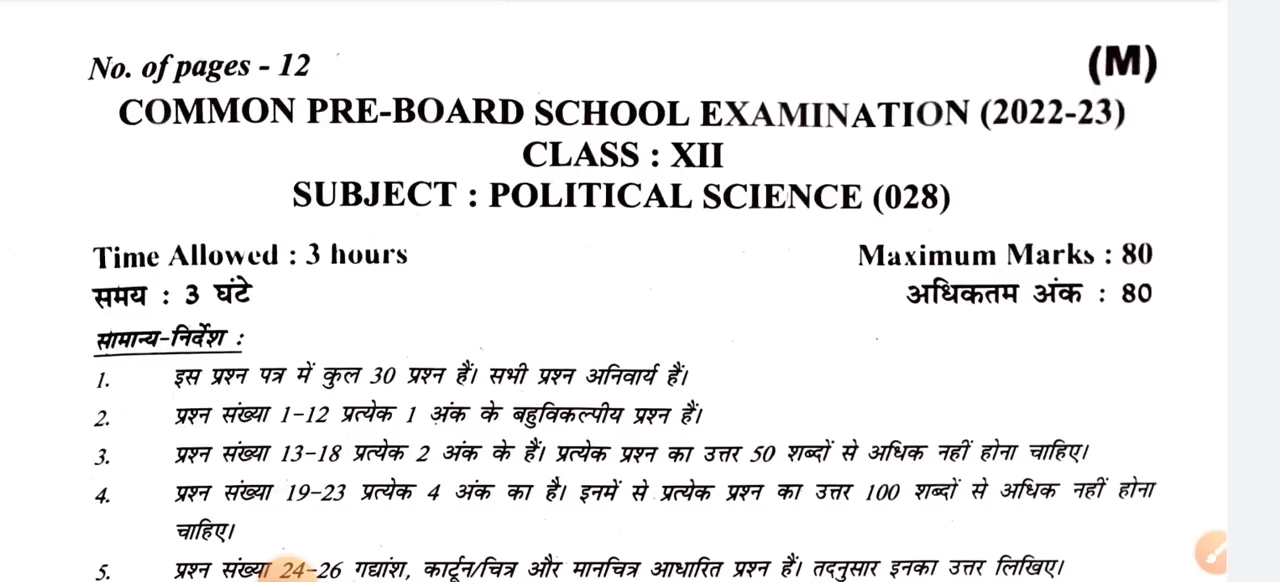 No. of pages - 12
(M)
COMMON PRE-BOARD SCHOOL EXAMINATION (2022-23)
CLASS : XII
SUBJECT : POLITICAL SCIENCE (028)
Time Allowed : 3 hours Maximum Marks : 80
समय : 3 घंटे अधिकतम अंक : 80
सामान्य-निर्देश :
1. इस प्रश्न पत्र में कुल 30 प्रश्न हैं। सभी प्रश्न अनिवार्य हैं।
2. प्रश्न संख्या 1-12 प्रत्येक 1 अंक के बहुविकल्पीय प्रश्न हैं।
3. प्रश्न संख्या 13-18 प्रत्येक 2 अंक के हैं। प्रत्येक प्रश्न का उत्तर 50 शब्दों से अधिक नहीं होना चाहिए।
4. प्रश्न संख्या 19-23 प्रत्येक 4 अंक का है। इनमें से प्रत्येक प्रश्न का उत्तर 100 शब्दों से अधिक नहीं होना
चाहिए।
5. प्रश्न संख्या 24-26 गद्यांश, कार्टून/चित्र और मानचित्र आधारित प्रश्न हैं। तदनुसार इनका उत्तर लिखिए।